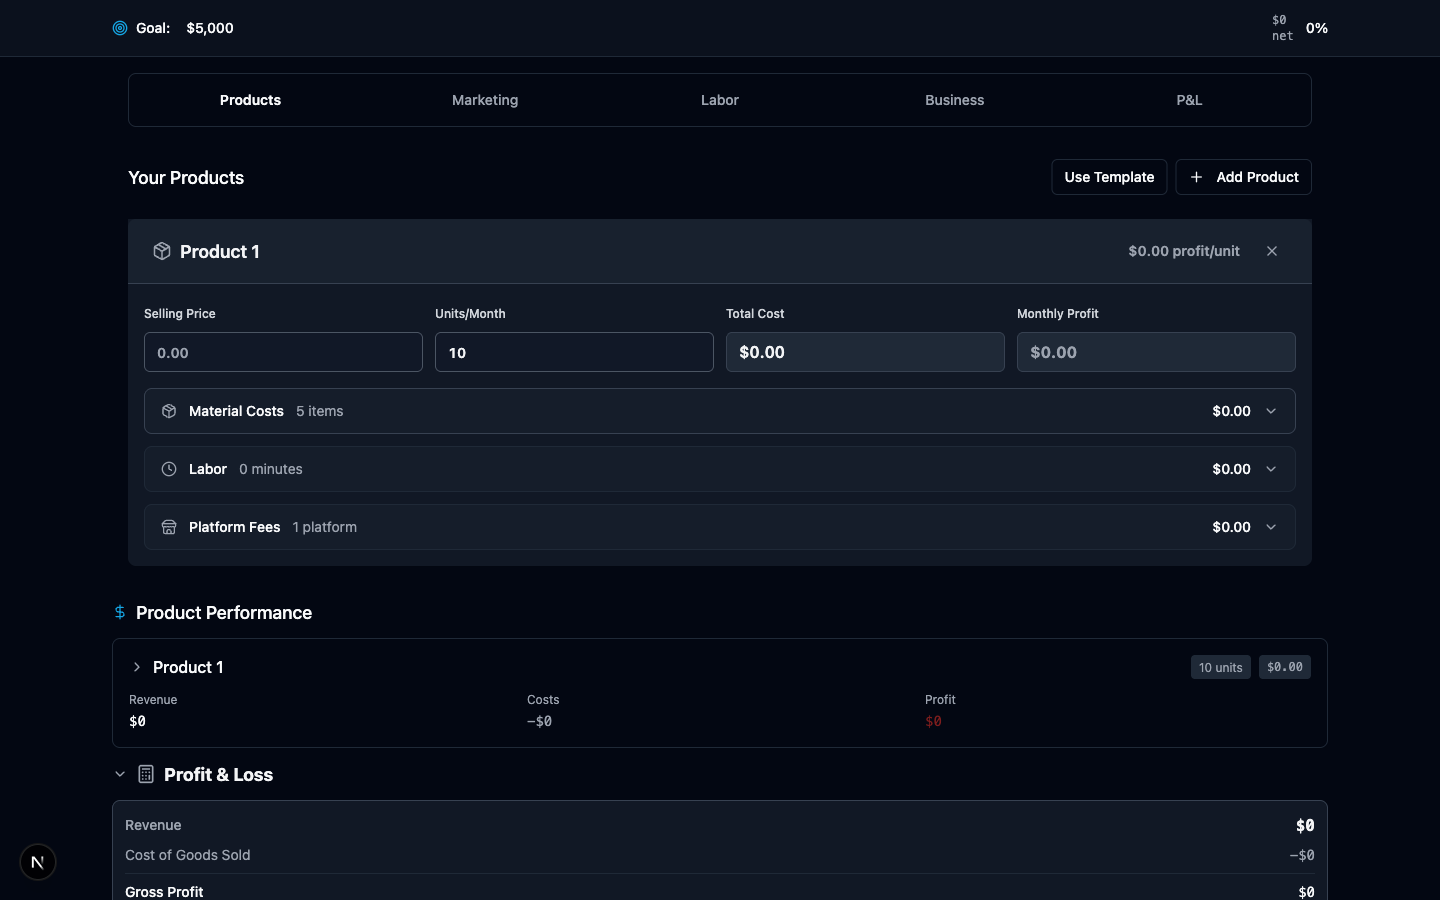 Goal: $5,000
$0
net
0%
Products Marketing Labor Business P&L
Your Products
Use Template
Add Product
Product 1
$0.00 profit/unit
Selling Price Units/Month Total Cost Monthly Profit
0.00 10 $0.00 $0.00
Material Costs 5 items $0.00
Labor 0 minutes $0.00
Platform Fees 1 platform $0.00
Product Performance
Product 1 10 units $0.00
Revenue Costs Profit
$0 −$0 $0
Profit & Loss
Revenue $0
Cost of Goods Sold −$0
Gross Profit $0
N